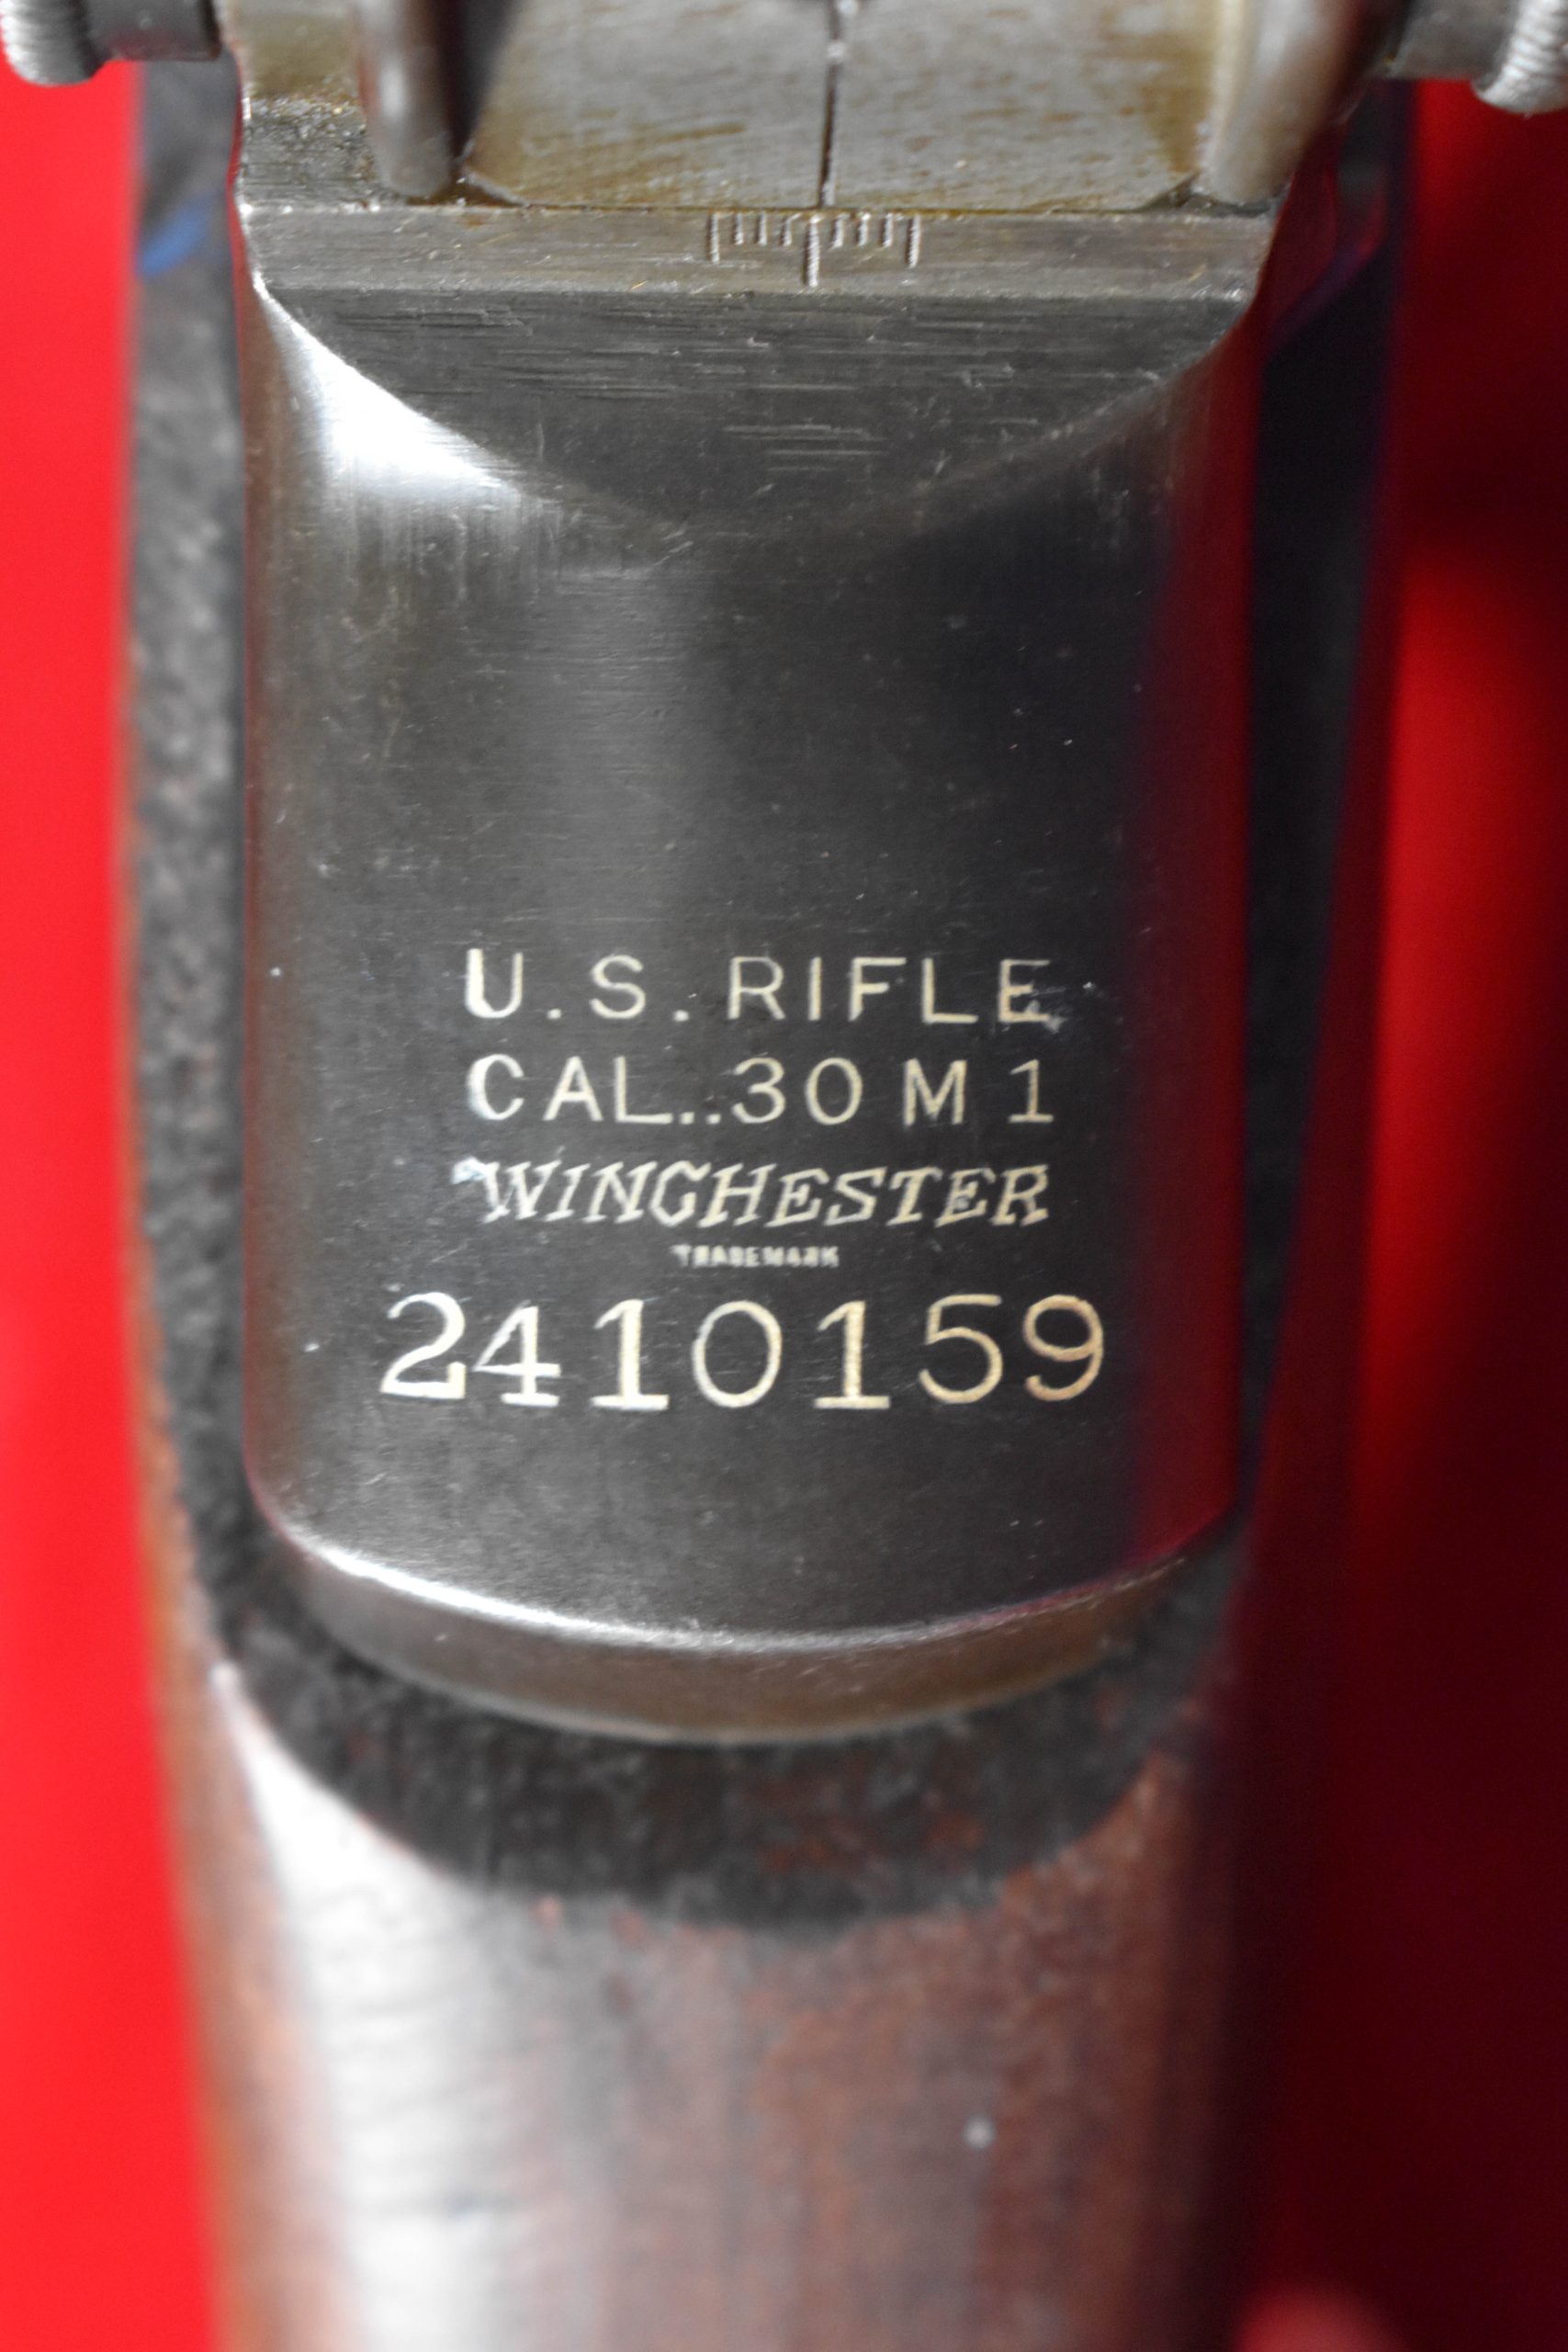 U.S. RIFLE
CAL..30 M1
WINCHESTER
TRADEMARK
2410159